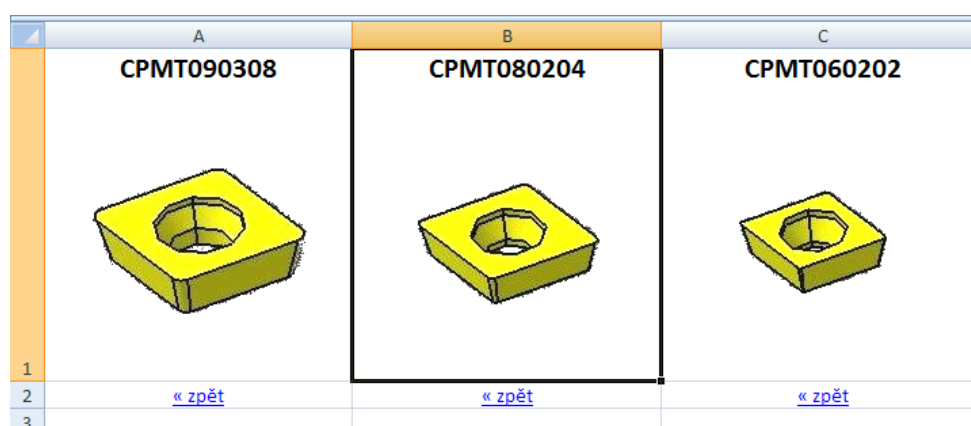 A B C
CPMT090308 CPMT080204 CPMT060202
1
2 « zpět « zpět « zpět
3